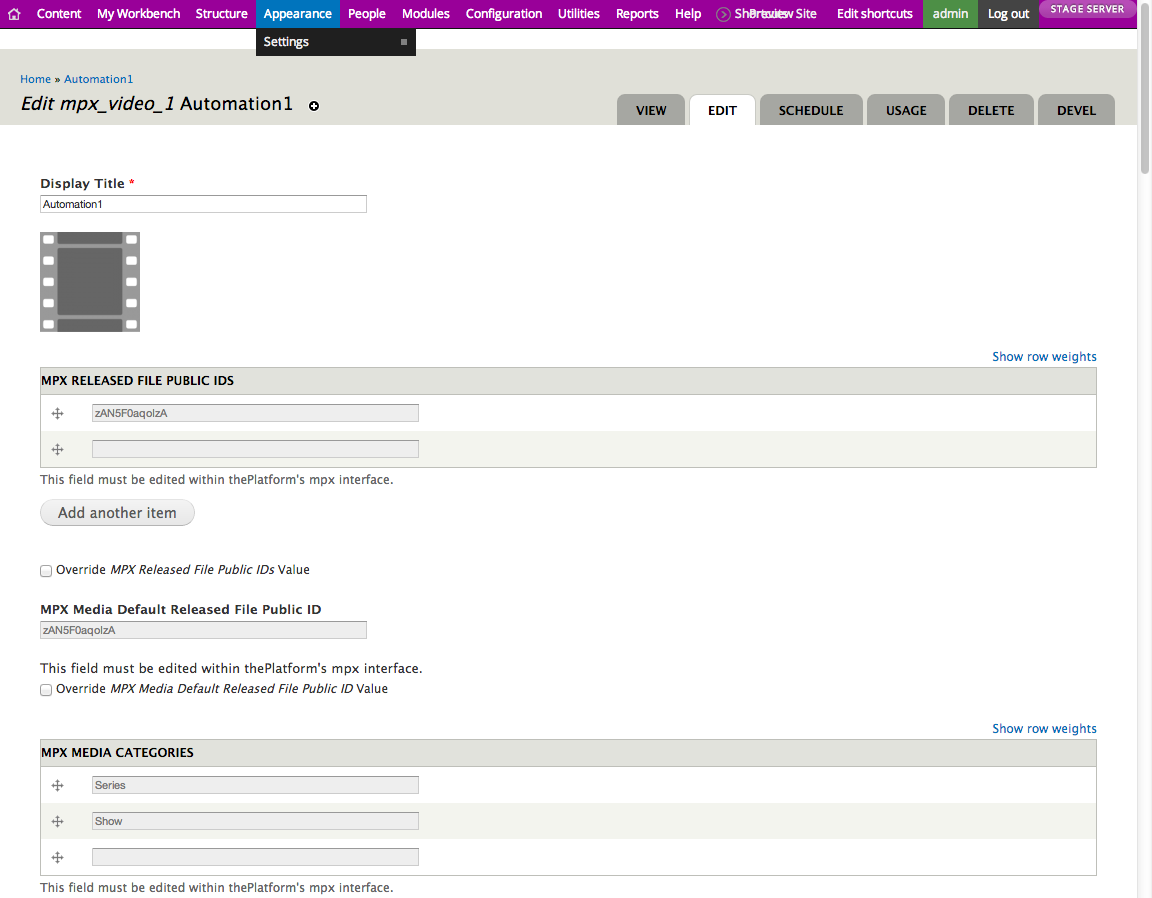 Content My Workbench Structure Appearance People Modules Configuration Utilities Reports Help Preview Site Edit shortcuts admin Log out STAGE SERVER
Settings
Home » Automation1
Edit mpx_video_1 Automation1
VIEW EDIT SCHEDULE USAGE DELETE DEVEL
Display Title *
Automation1
Show row weights
MPX RELEASED FILE PUBLIC IDS
zAN5F0aqolzA
This field must be edited within thePlatform's mpx interface.
Add another item
Override MPX Released File Public IDs Value
MPX Media Default Released File Public ID
zAN5F0aqolzA
This field must be edited within thePlatform's mpx interface.
Override MPX Media Default Released File Public ID Value
Show row weights
MPX MEDIA CATEGORIES
Series
Show
This field must be edited within thePlatform's mpx interface.